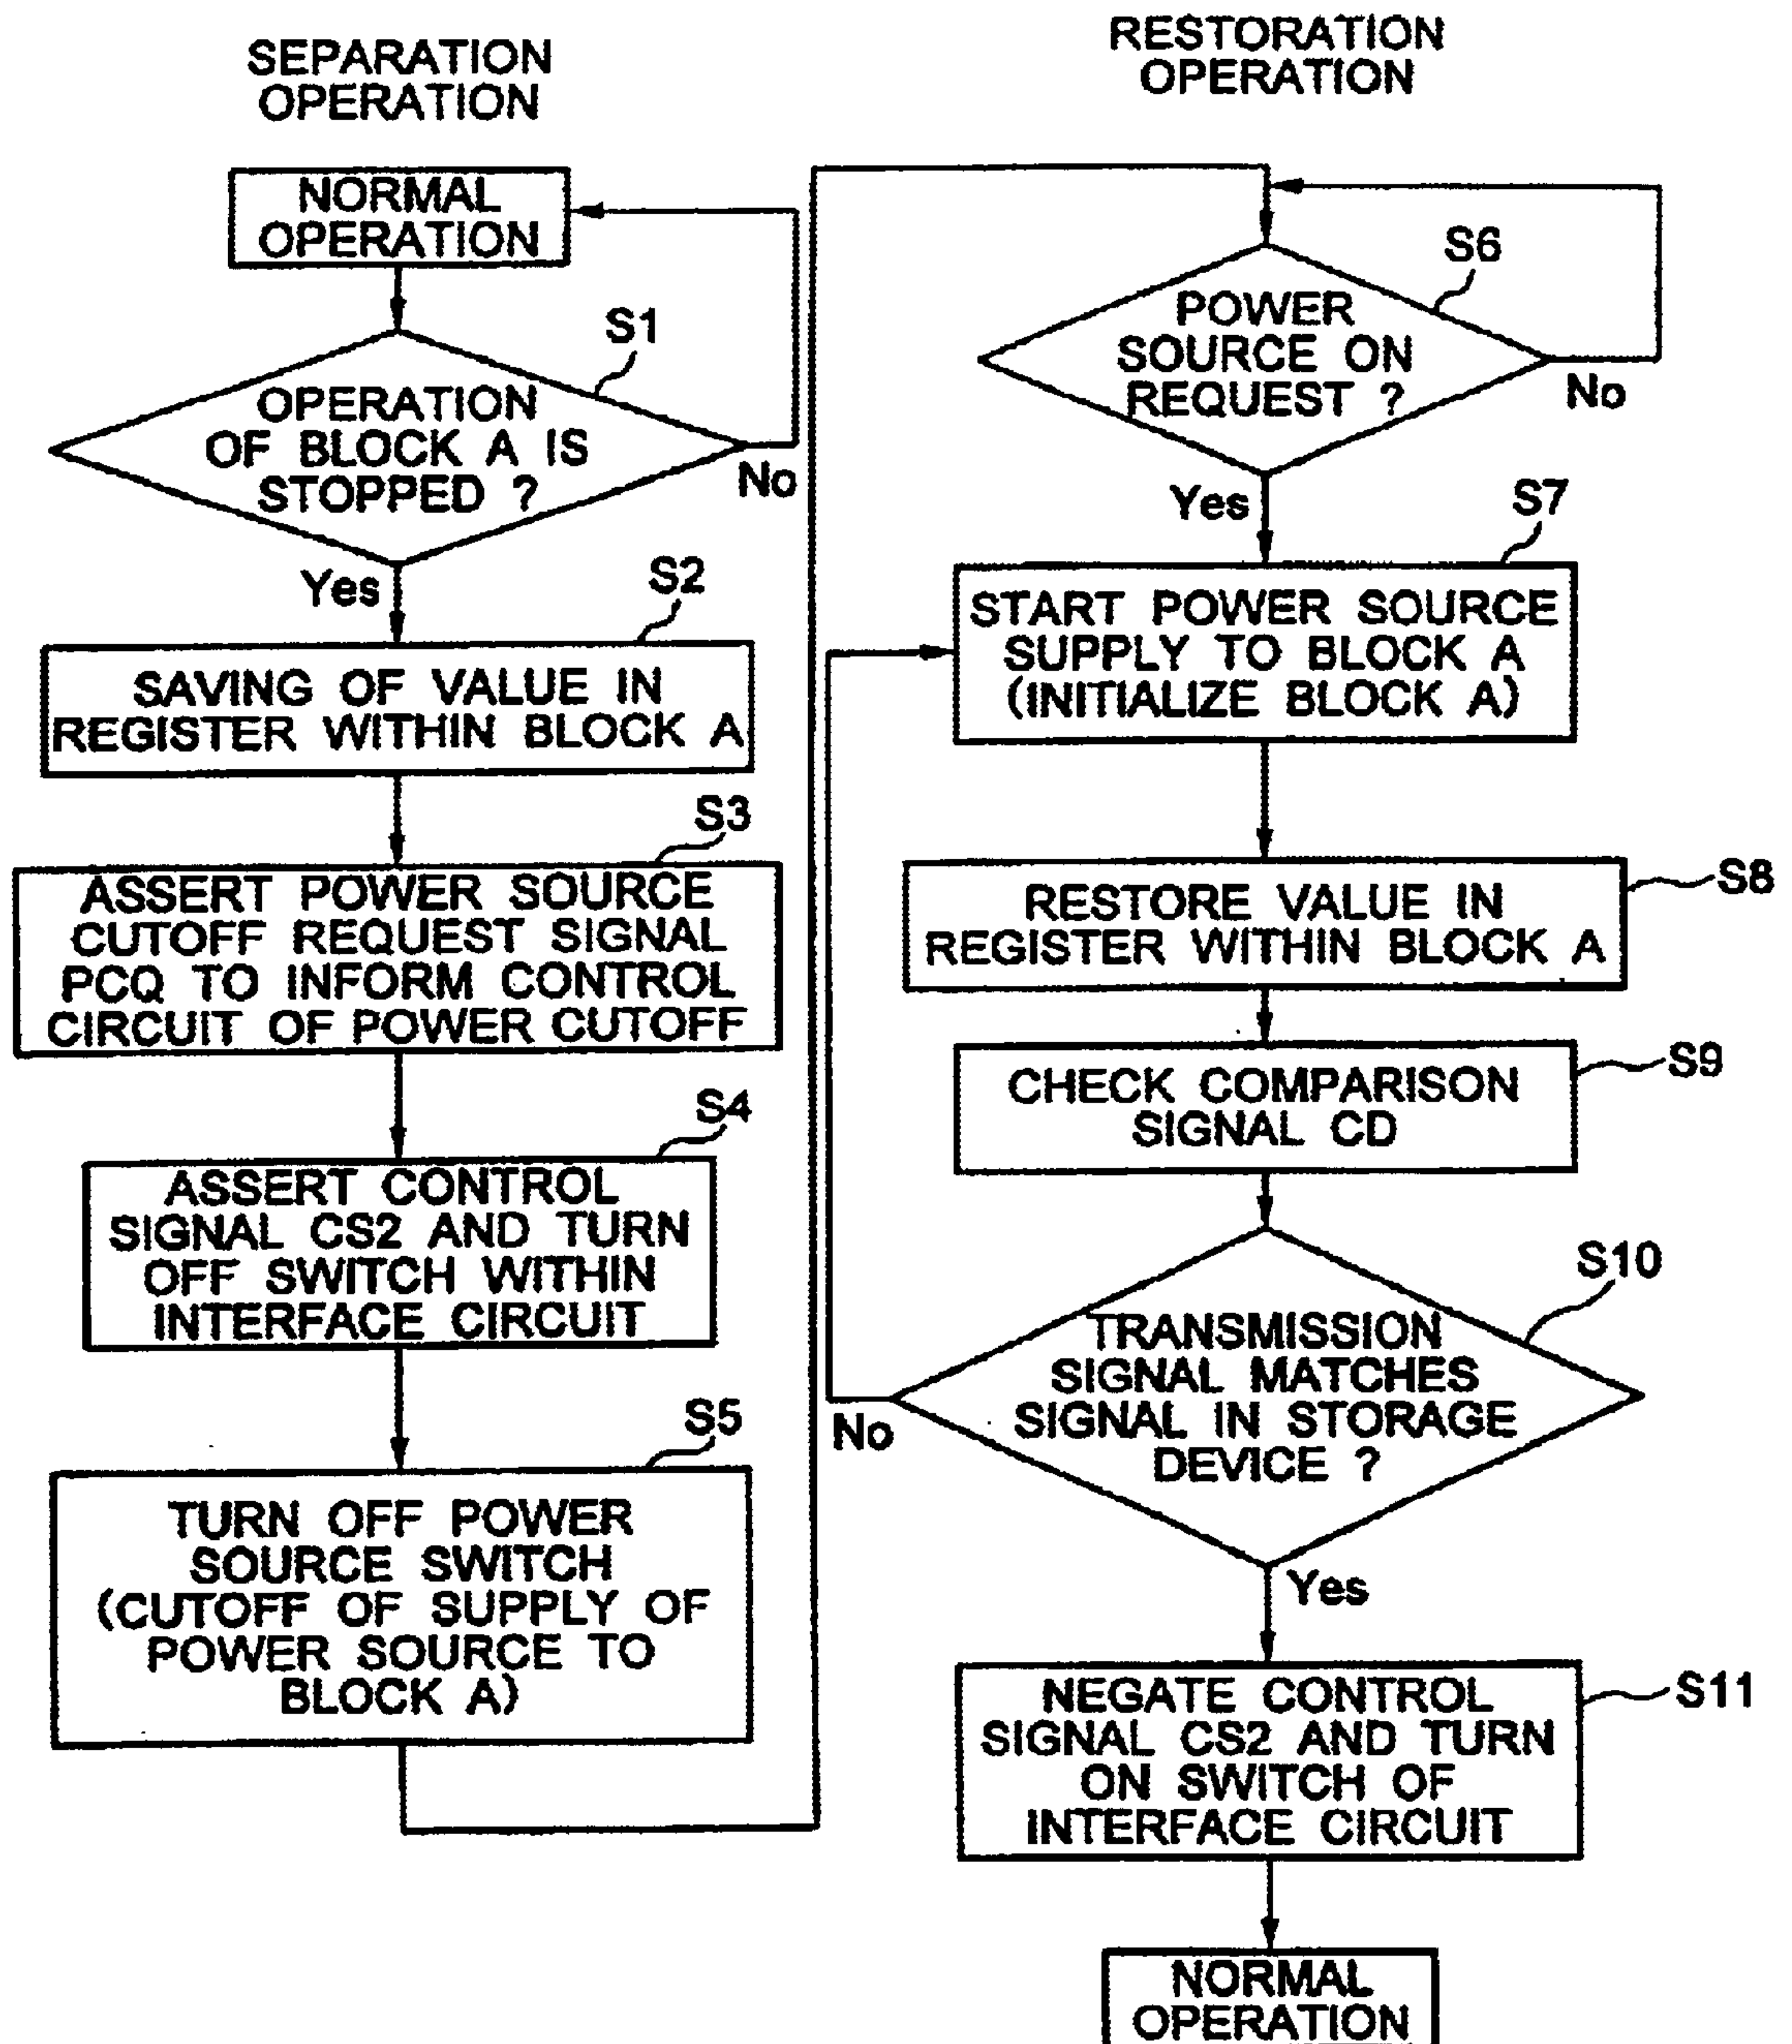 SEPARATION
OPERATION
NORMAL
OPERATION
S1
OPERATION
OF BLOCK A IS
STOPPED ?
No
Yes
S2
SAVING OF VALUE IN
REGISTER WITHIN BLOCK A
S3
ASSERT POWER SOURCE
CUTOFF REQUEST SIGNAL
PCQ TO INFORM CONTROL
CIRCUIT OF POWER CUTOFF
S4
ASSERT CONTROL
SIGNAL CS2 AND TURN
OFF SWITCH WITHIN
INTERFACE CIRCUIT
S5
TURN OFF POWER
SOURCE SWITCH
(CUTOFF OF SUPPLY OF
POWER SOURCE TO
BLOCK A)
RESTORATION
OPERATION
S6
POWER
SOURCE ON
REQUEST ?
No
Yes
S7
START POWER SOURCE
SUPPLY TO BLOCK A
(INITIALIZE BLOCK A)
S8
RESTORE VALUE IN
REGISTER WITHIN BLOCK A
S9
CHECK COMPARISON
SIGNAL CD
S10
TRANSMISSION
SIGNAL MATCHES
SIGNAL IN STORAGE
DEVICE ?
No
Yes
S11
NEGATE CONTROL
SIGNAL CS2 AND TURN
ON SWITCH OF
INTERFACE CIRCUIT
NORMAL
OPERATION